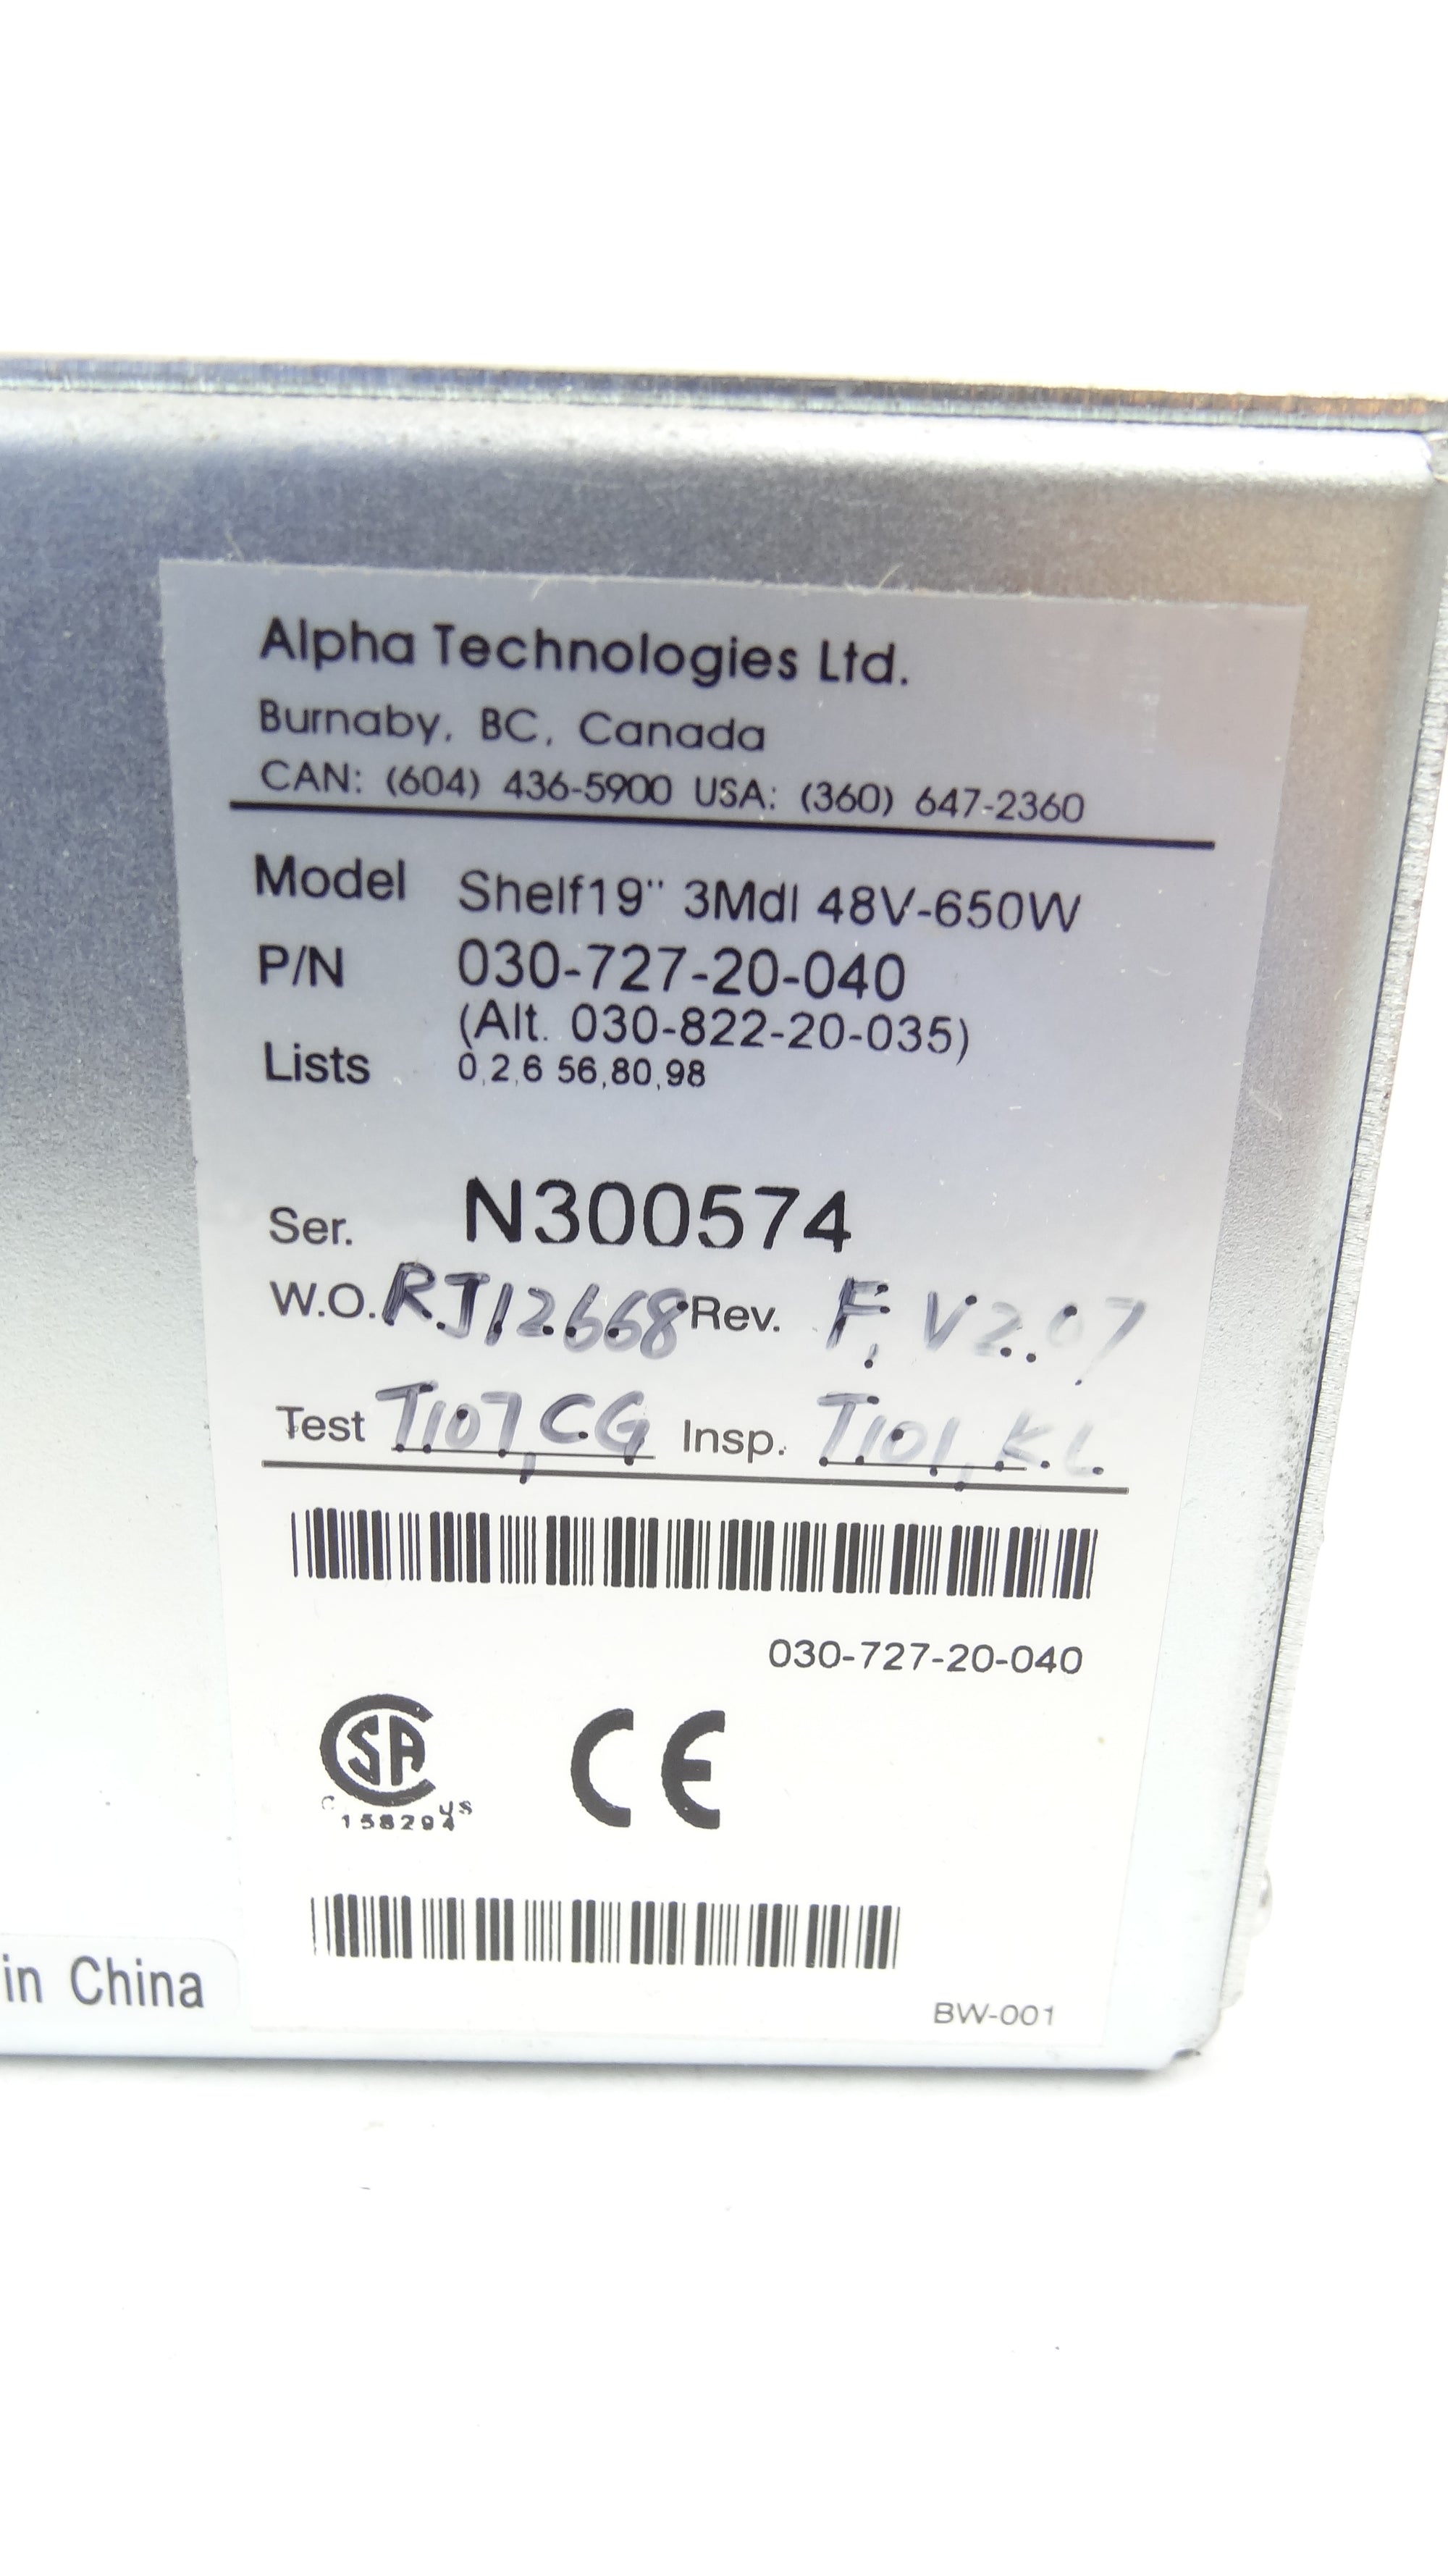 Alpha Technologies Ltd.
Burnaby, BC, Canada
CAN: (604) 436-5900 USA: (360) 647-2360
Model Shelf19" 3Mdl 48V-650W
P/N 030-727-20-040
(Alt. 030-822-20-035)
Lists 0,2,6 56,80,98
Ser. N300574
W.O. RJ12668 Rev. F, V2.07
Test T107, CG Insp. T101, K.L.
030-727-20-040
CSA CE
C US
158294
in China
BW-001